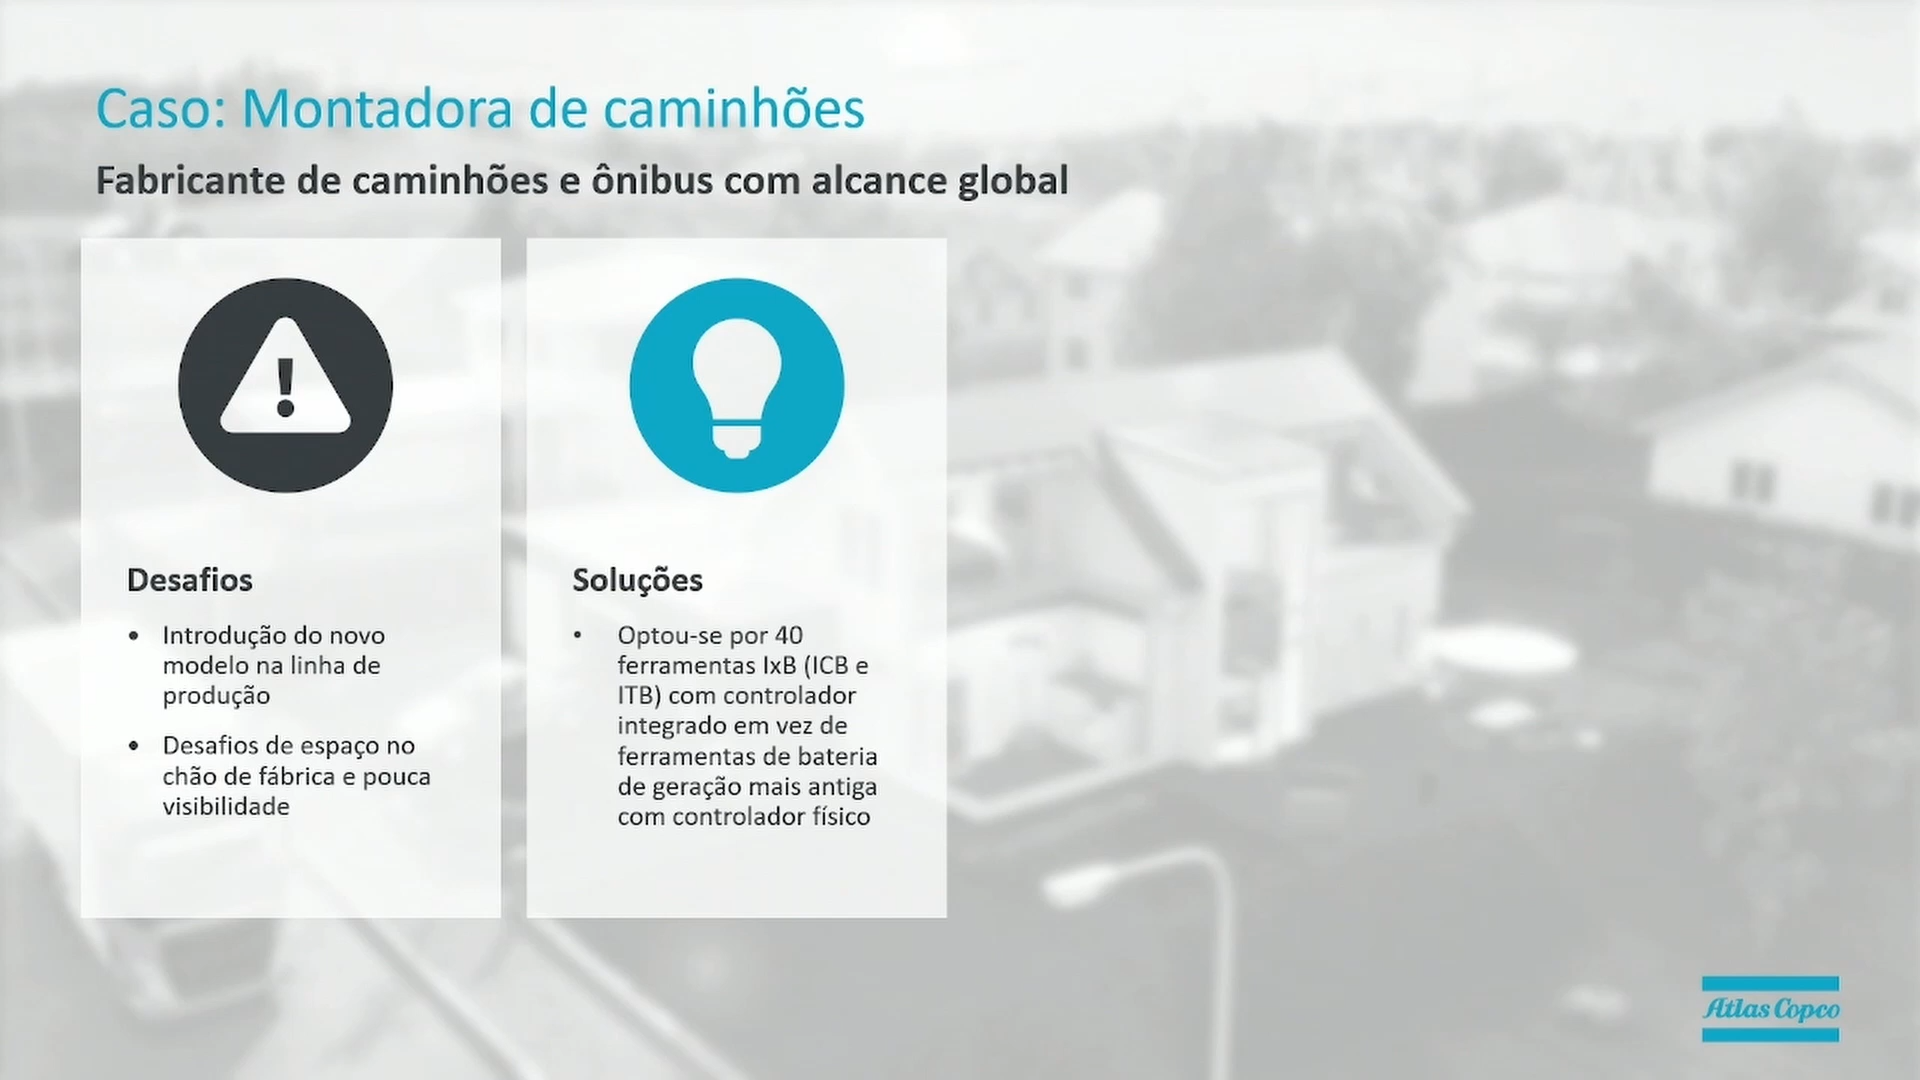 Caso: Montadora de caminhões
Fabricante de caminhões e ônibus com alcance global
Desafios
• Introdução do novo
modelo na linha de
produção
• Desafios de espaço no
chão de fábrica e pouca
visibilidade
Soluções
• Optou-se por 40
ferramentas IxB (ICB e
ITB) com controlador
integrado em vez de
ferramentas de bateria
de geração mais antiga
com controlador físico
Atlas Copco